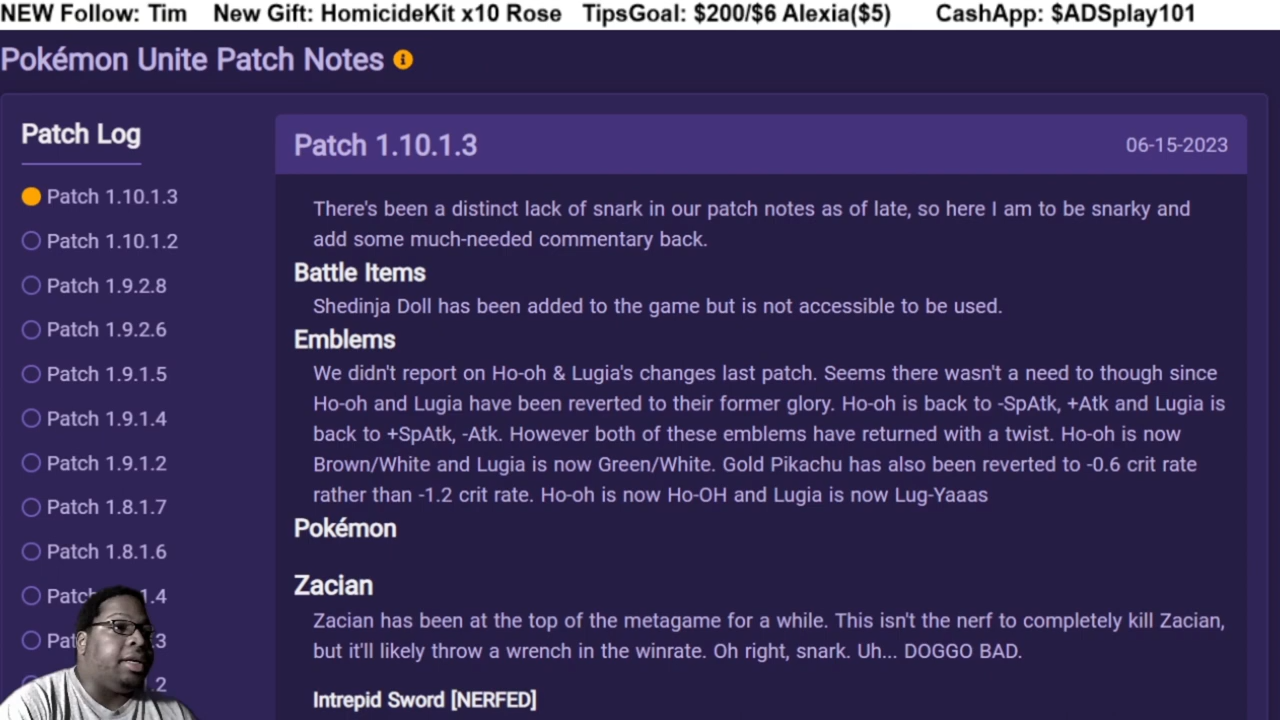 NEW Follow: Tim New Gift: HomicideKit x10 Rose TipsGoal: $200/$6 Alexia($5) CashApp: $ADSplay101
Pokémon Unite Patch Notes
Patch Log
Patch 1.10.1.3
Patch 1.10.1.2
Patch 1.9.2.8
Patch 1.9.2.6
Patch 1.9.1.5
Patch 1.9.1.4
Patch 1.9.1.2
Patch 1.8.1.7
Patch 1.8.1.6
Patch 1.10.1.3 06-15-2023
There's been a distinct lack of snark in our patch notes as of late, so here I am to be snarky and
add some much-needed commentary back.
Battle Items
Shedinja Doll has been added to the game but is not accessible to be used.
Emblems
We didn't report on Ho-oh & Lugia's changes last patch. Seems there wasn't a need to though since
Ho-oh and Lugia have been reverted to their former glory. Ho-oh is back to -SpAtk, +Atk and Lugia is
back to +SpAtk, -Atk. However both of these emblems have returned with a twist. Ho-oh is now
Brown/White and Lugia is now Green/White. Gold Pikachu has also been reverted to -0.6 crit rate
rather than -1.2 crit rate. Ho-oh is now Ho-OH and Lugia is now Lug-Yaaas
Pokémon
Zacian
Zacian has been at the top of the metagame for a while. This isn't the nerf to completely kill Zacian,
but it'll likely throw a wrench in the winrate. Oh right, snark. Uh... DOGGO BAD.
Intrepid Sword [NERFED]